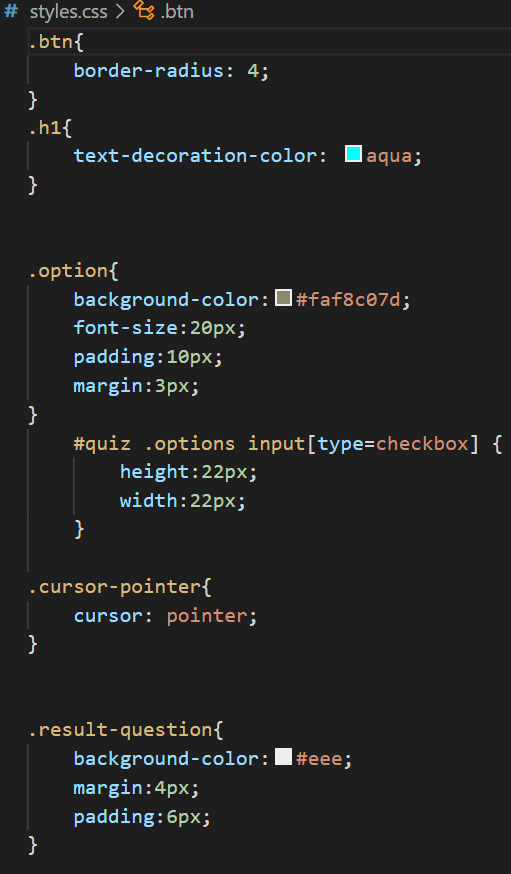 # styles.css > .btn
.btn{
border-radius: 4;
}
.h1{
text-decoration-color: aqua;
}
.option{
background-color: #faf8c07d;
font-size:20px;
padding:10px;
margin:3px;
}
#quiz .options input[type=checkbox] {
height:22px;
width:22px;
}
.cursor-pointer{
cursor: pointer;
}
.result-question{
background-color: #eee;
margin:4px;
padding:6px;
}